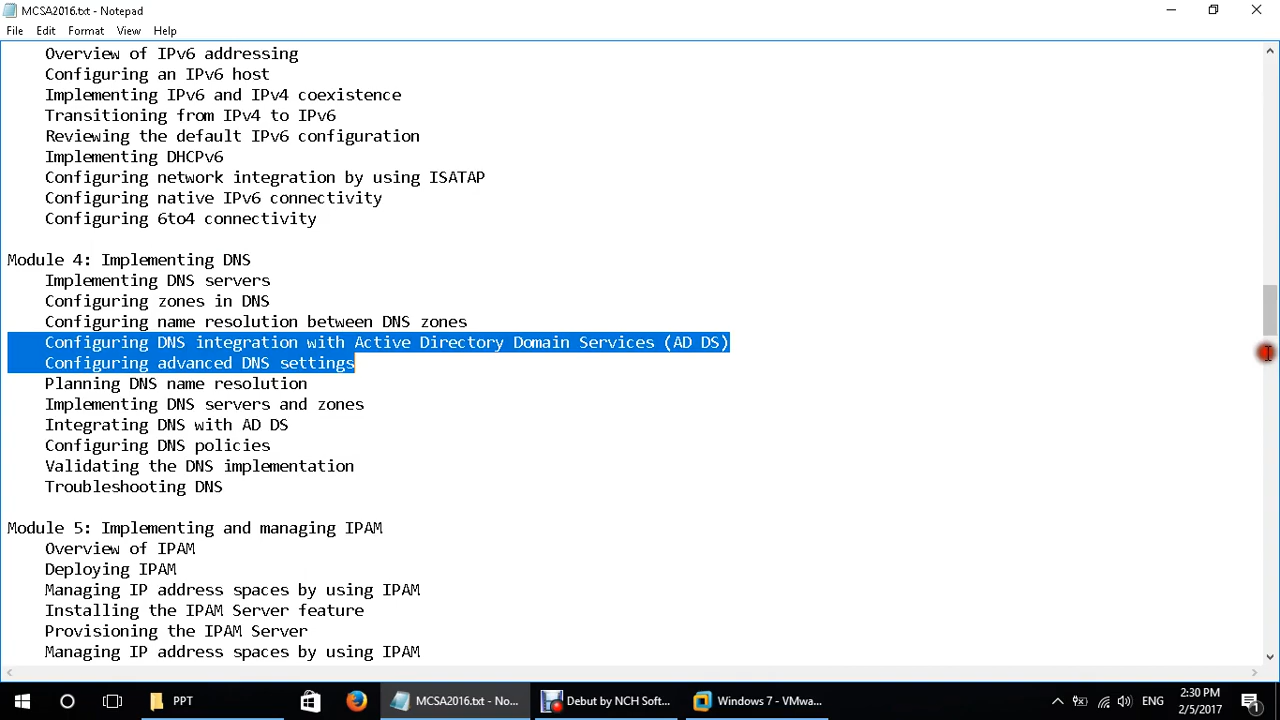 MCSA2016.txt - Notepad
File Edit Format View Help
Overview of IPv6 addressing
Configuring an IPv6 host
Implementing IPv6 and IPv4 coexistence
Transitioning from IPv4 to IPv6
Reviewing the default IPv6 configuration
Implementing DHCPv6
Configuring network integration by using ISATAP
Configuring native IPv6 connectivity
Configuring 6to4 connectivity
Module 4: Implementing DNS
Implementing DNS servers
Configuring zones in DNS
Configuring name resolution between DNS zones
Configuring DNS integration with Active Directory Domain Services (AD DS)
Configuring advanced DNS settings
Planning DNS name resolution
Implementing DNS servers and zones
Integrating DNS with AD DS
Configuring DNS policies
Validating the DNS implementation
Troubleshooting DNS
Module 5: Implementing and managing IPAM
Overview of IPAM
Deploying IPAM
Managing IP address spaces by using IPAM
Installing the IPAM Server feature
Provisioning the IPAM Server
Managing IP address spaces by using IPAM
PPT MCSA2016.txt - No... Debut by NCH Soft... Windows 7 - VMwa... ENG 2:30 PM
2/5/2017 1